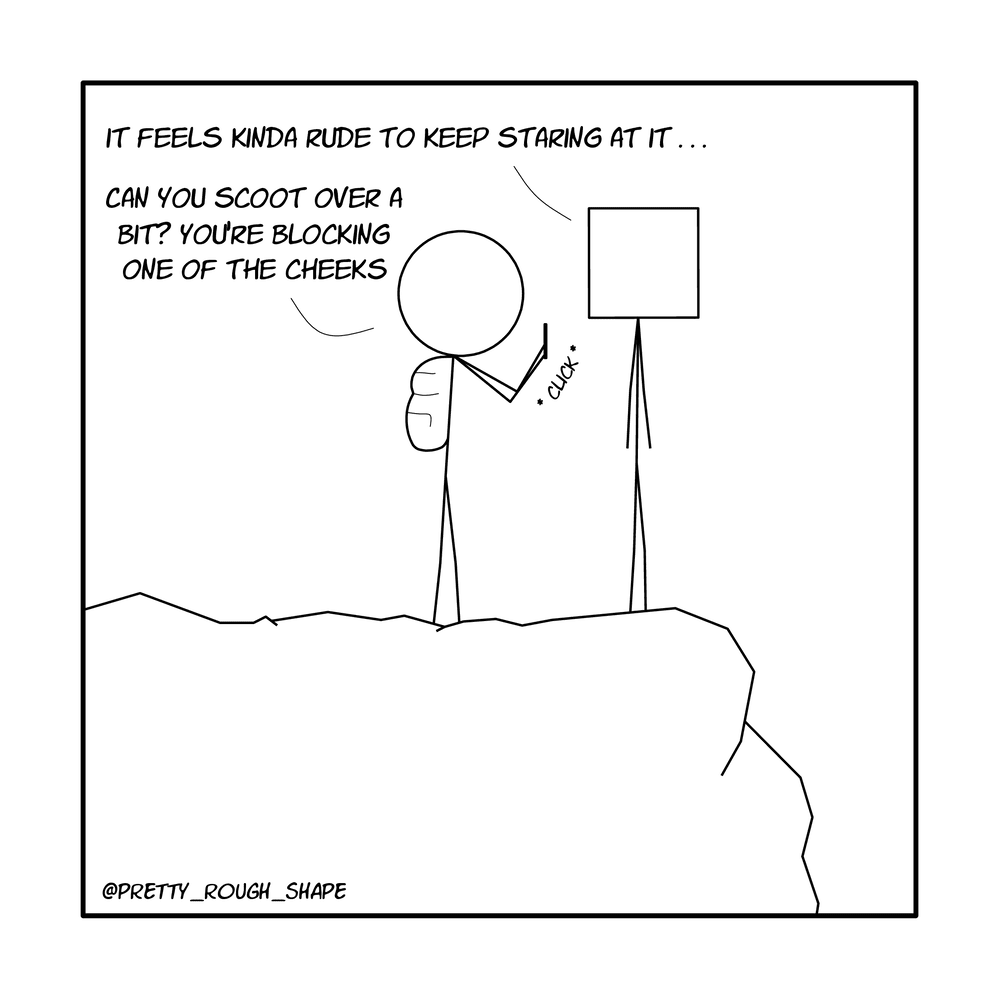 IT FEELS KINDA RUDE TO KEEP STARING AT IT . . .
CAN YOU SCOOT OVER A
BIT? YOU'RE BLOCKING
ONE OF THE CHEEKS
* CLICK *
@PRETTY_ROUGH_SHAPE